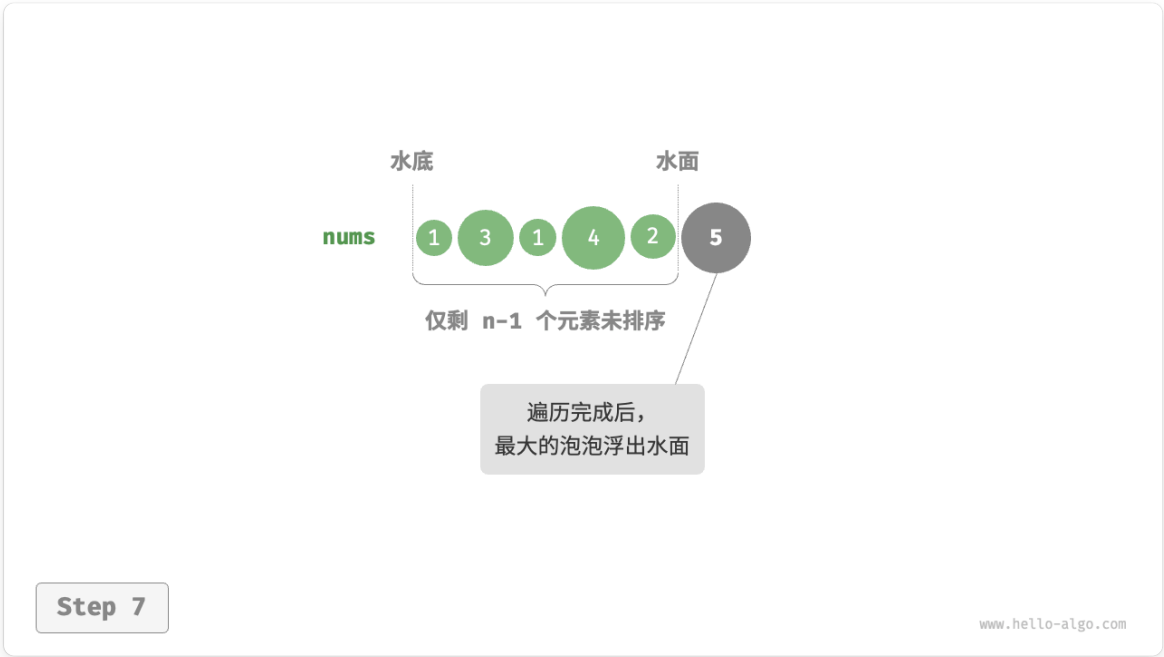 水底 水面
nums 1 3 1 4 2 5
仅剩 n-1 个元素未排序
遍历完成后，
最大的泡泡浮出水面
Step 7
www.hello-algo.com